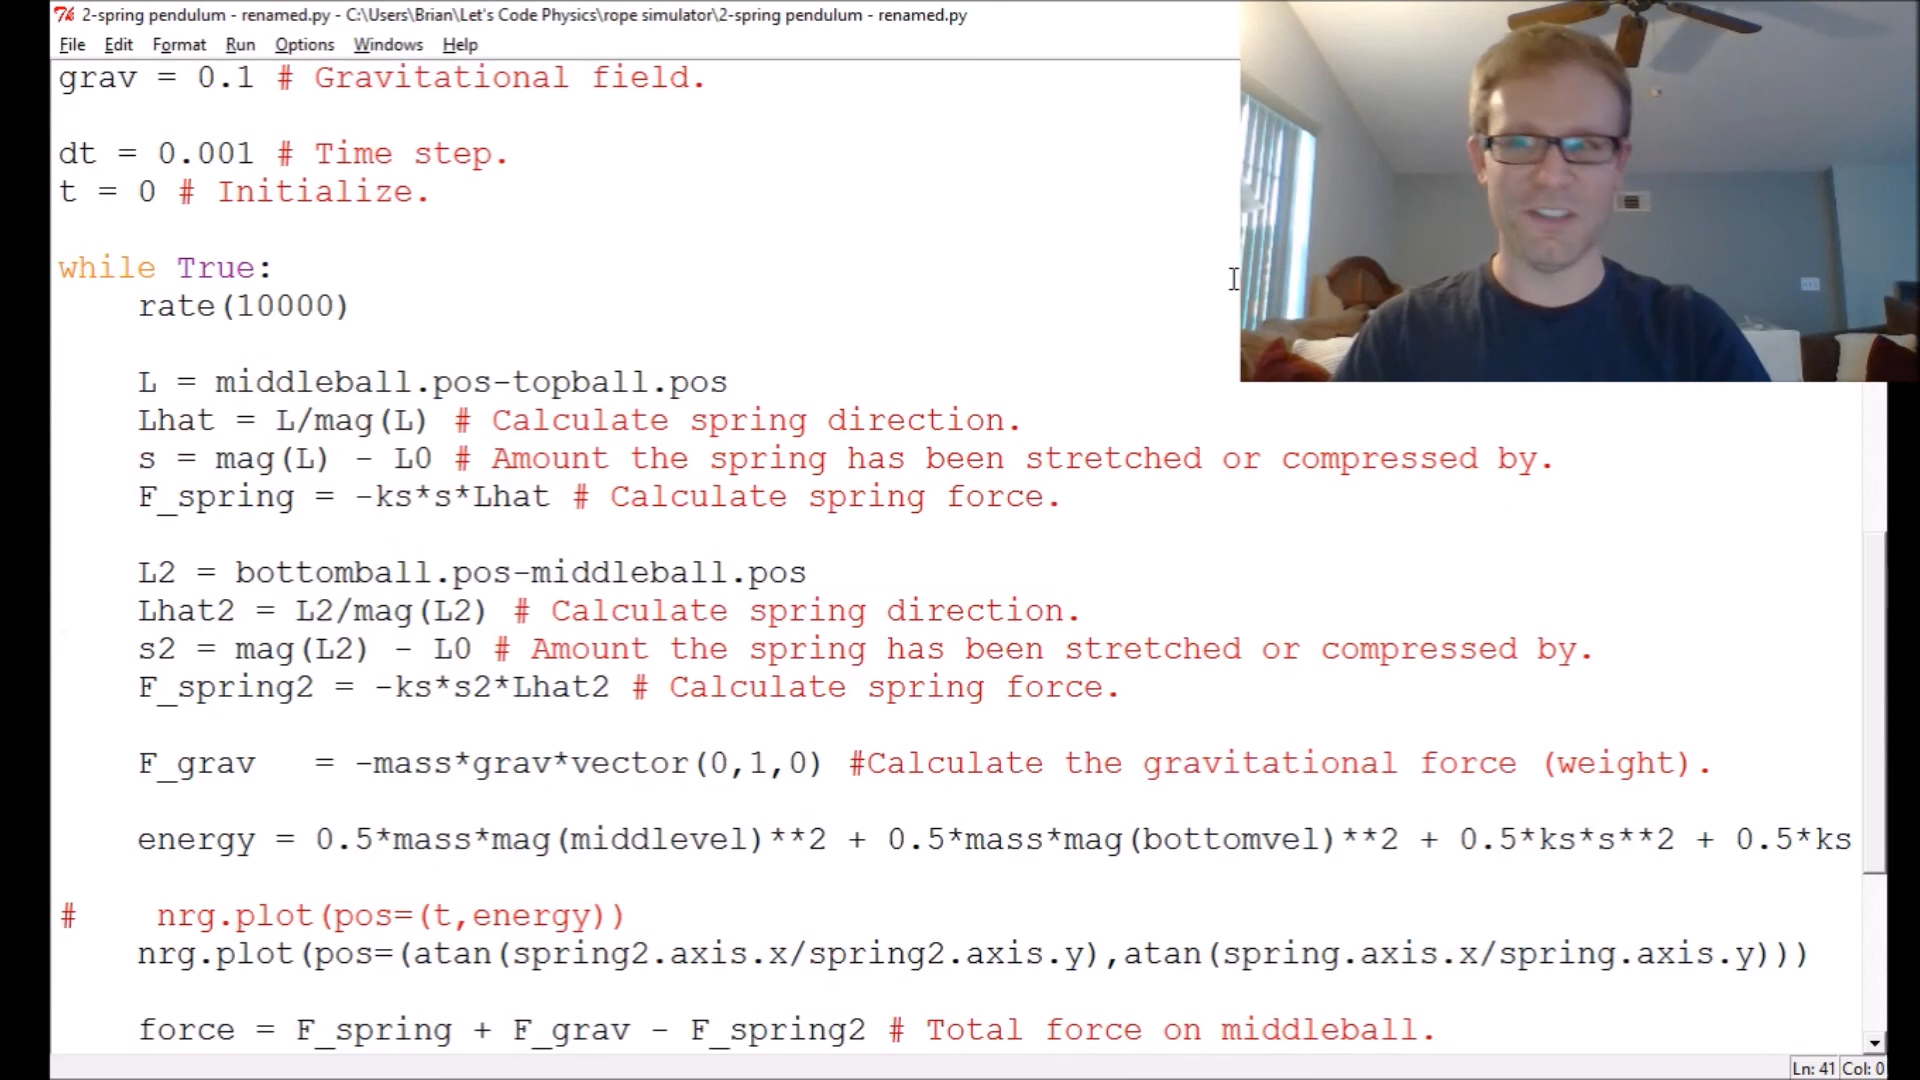 2-spring pendulum - renamed.py - C:\Users\Brian\Let's Code Physics\rope simulator\2-spring pendulum - renamed.py
File Edit Format Run Options Windows Help
grav = 0.1 # Gravitational field.
dt = 0.001 # Time step.
t = 0 # Initialize.
while True:
    rate(10000)
    L = middleball.pos-topball.pos
    Lhat = L/mag(L) # Calculate spring direction.
    s = mag(L) - L0 # Amount the spring has been stretched or compressed by.
    F_spring = -ks*s*Lhat # Calculate spring force.
    L2 = bottomball.pos-middleball.pos
    Lhat2 = L2/mag(L2) # Calculate spring direction.
    s2 = mag(L2) - L0 # Amount the spring has been stretched or compressed by.
    F_spring2 = -ks*s2*Lhat2 # Calculate spring force.
    F_grav   = -mass*grav*vector(0,1,0) #Calculate the gravitational force (weight).
    energy = 0.5*mass*mag(middlevel)**2 + 0.5*mass*mag(bottomvel)**2 + 0.5*ks*s**2 + 0.5*ks
#    nrg.plot(pos=(t,energy))
    nrg.plot(pos=(atan(spring2.axis.x/spring2.axis.y),atan(spring.axis.x/spring.axis.y)))
    force = F_spring + F_grav - F_spring2 # Total force on middleball.
Ln: 41 Col: 0